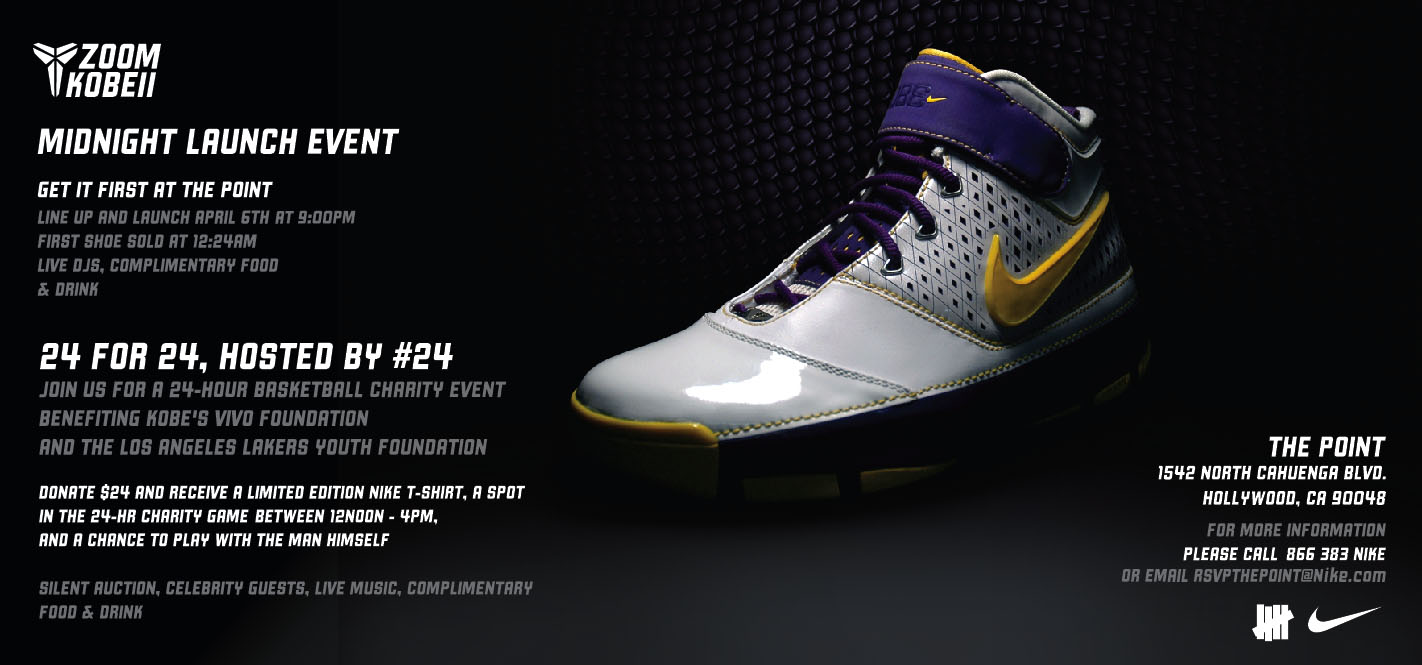 ZOOM
KOBEII
MIDNIGHT LAUNCH EVENT
GET IT FIRST AT THE POINT
LINE UP AND LAUNCH APRIL 6TH AT 9:00PM
FIRST SHOE SOLD AT 12:24AM
LIVE DJS, COMPLIMENTARY FOOD
& DRINK
24 FOR 24, HOSTED BY #24
JOIN US FOR A 24-HOUR BASKETBALL CHARITY EVENT
BENEFITING KOBE'S VIVO FOUNDATION
AND THE LOS ANGELES LAKERS YOUTH FOUNDATION
DONATE $24 AND RECEIVE A LIMITED EDITION NIKE T-SHIRT, A SPOT
IN THE 24-HR CHARITY GAME BETWEEN 12NOON - 4PM,
AND A CHANCE TO PLAY WITH THE MAN HIMSELF
SILENT AUCTION, CELEBRITY GUESTS, LIVE MUSIC, COMPLIMENTARY
FOOD & DRINK
THE POINT
1542 NORTH CAHUENGA BLVD.
HOLLYWOOD, CA 90048
FOR MORE INFORMATION
PLEASE CALL 866 383 NIKE
OR EMAIL RSVPTHEPOINT@Nike.com